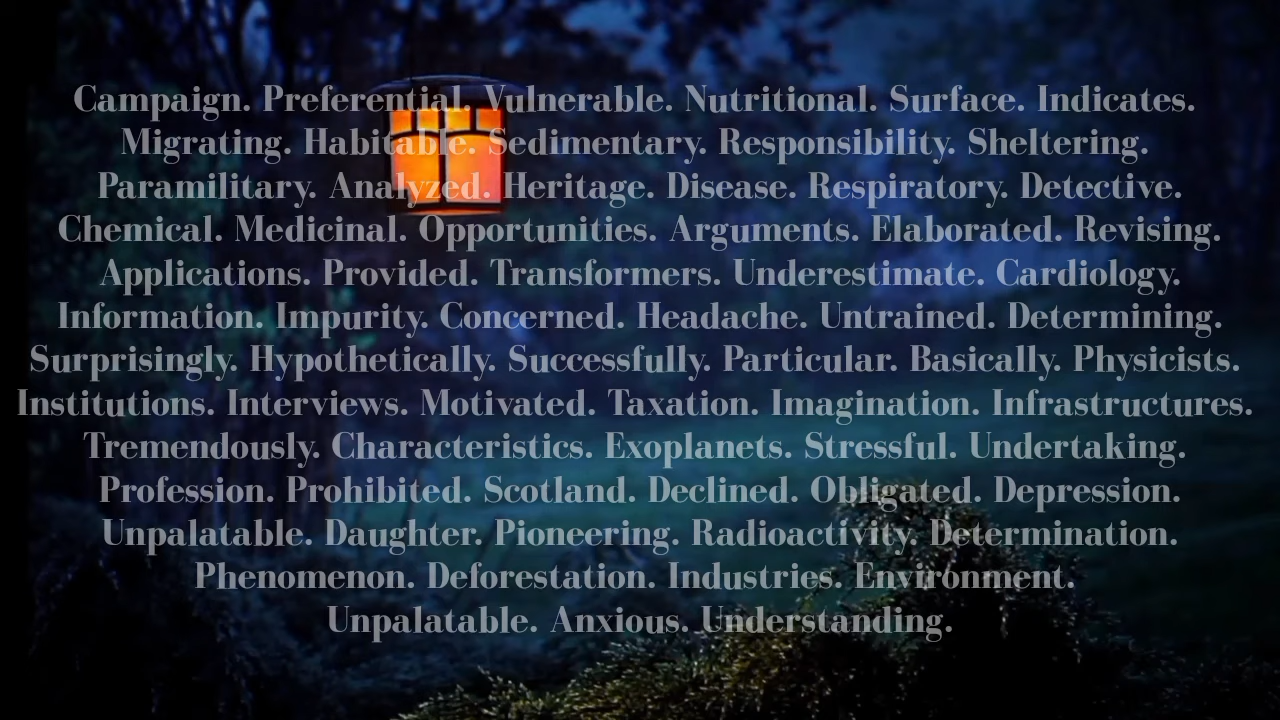 Campaign. Preferential. Vulnerable. Nutritional. Surface. Indicates.
Migrating. Habitable. Sedimentary. Responsibility. Sheltering.
Paramilitary. Analyzed. Heritage. Disease. Respiratory. Detective.
Chemical. Medicinal. Opportunities. Arguments. Elaborated. Revising.
Applications. Provided. Transformers. Underestimate. Cardiology.
Information. Impurity. Concerned. Headache. Untrained. Determining.
Surprisingly. Hypothetically. Successfully. Particular. Basically. Physicists.
Institutions. Interviews. Motivated. Taxation. Imagination. Infrastructures.
Tremendously. Characteristics. Exoplanets. Stressful. Undertaking.
Profession. Prohibited. Scotland. Declined. Obligated. Depression.
Unpalatable. Daughter. Pioneering. Radioactivity. Determination.
Phenomenon. Deforestation. Industries. Environment.
Unpalatable. Anxious. Understanding.